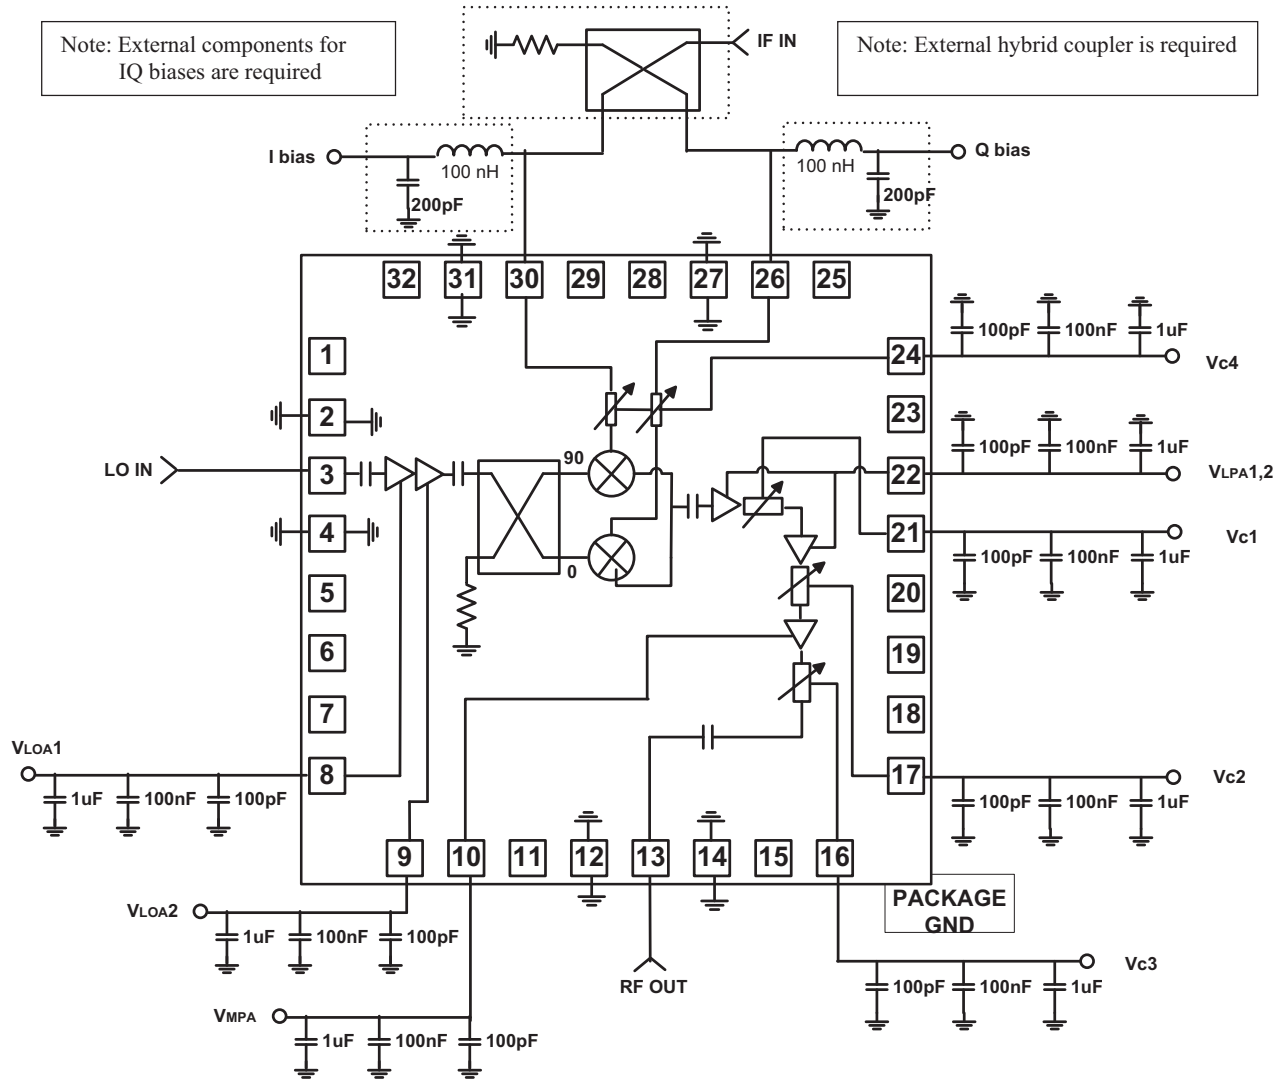 Note: External components for
IQ biases are required
IF IN
Note: External hybrid coupler is required
I bias
100 nH
200pF
100 nH
200pF
Q bias
32
31
30
29
28
27
26
25
1
2
LO IN
3
4
5
6
7
VLOA1
8
1uF
100nF
100pF
90
0
24
100pF
100nF
1uF
Vc4
23
100pF
100nF
1uF
22
VLPA1,2
21
Vc1
100pF
100nF
1uF
20
19
18
17
Vc2
100pF
100nF
1uF
9
10
11
12
13
14
15
16
PACKAGE
GND
VLOA2
1uF
100nF
100pF
VMPA
1uF
100nF
100pF
RF OUT
Vc3
100pF
100nF
1uF